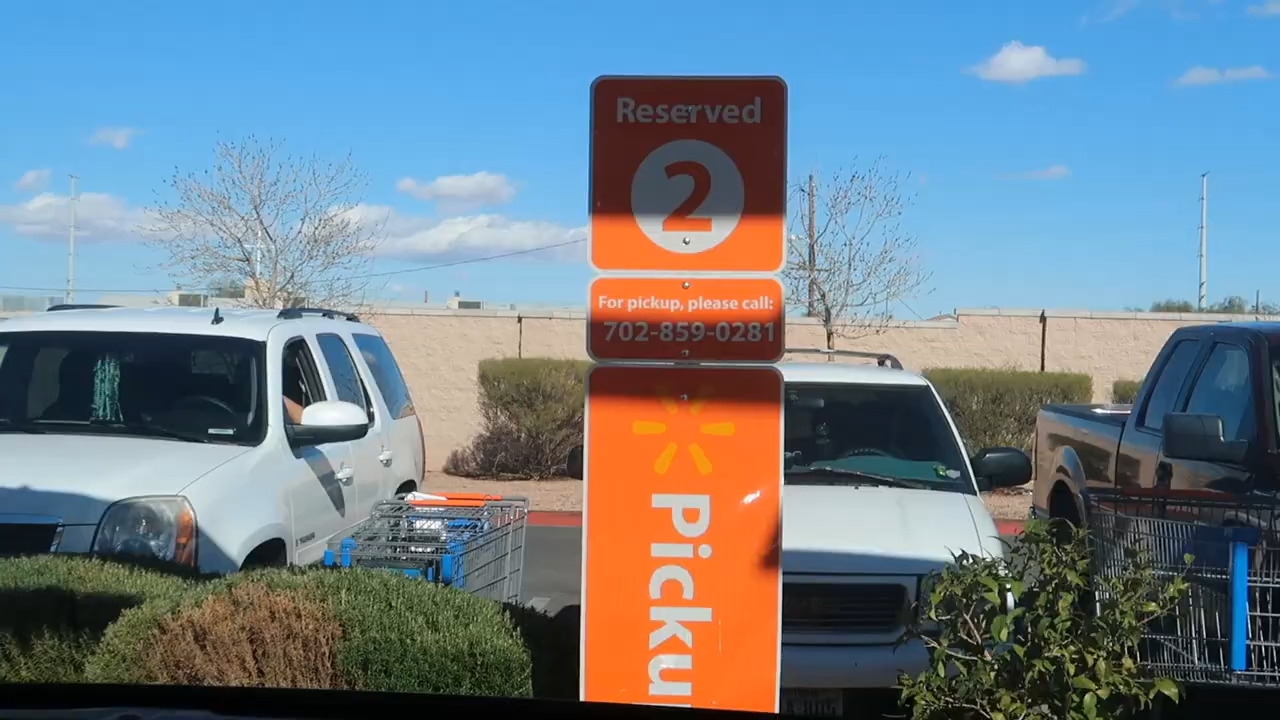 Reserved
2
For pickup, please call:
702-859-0281
Picku